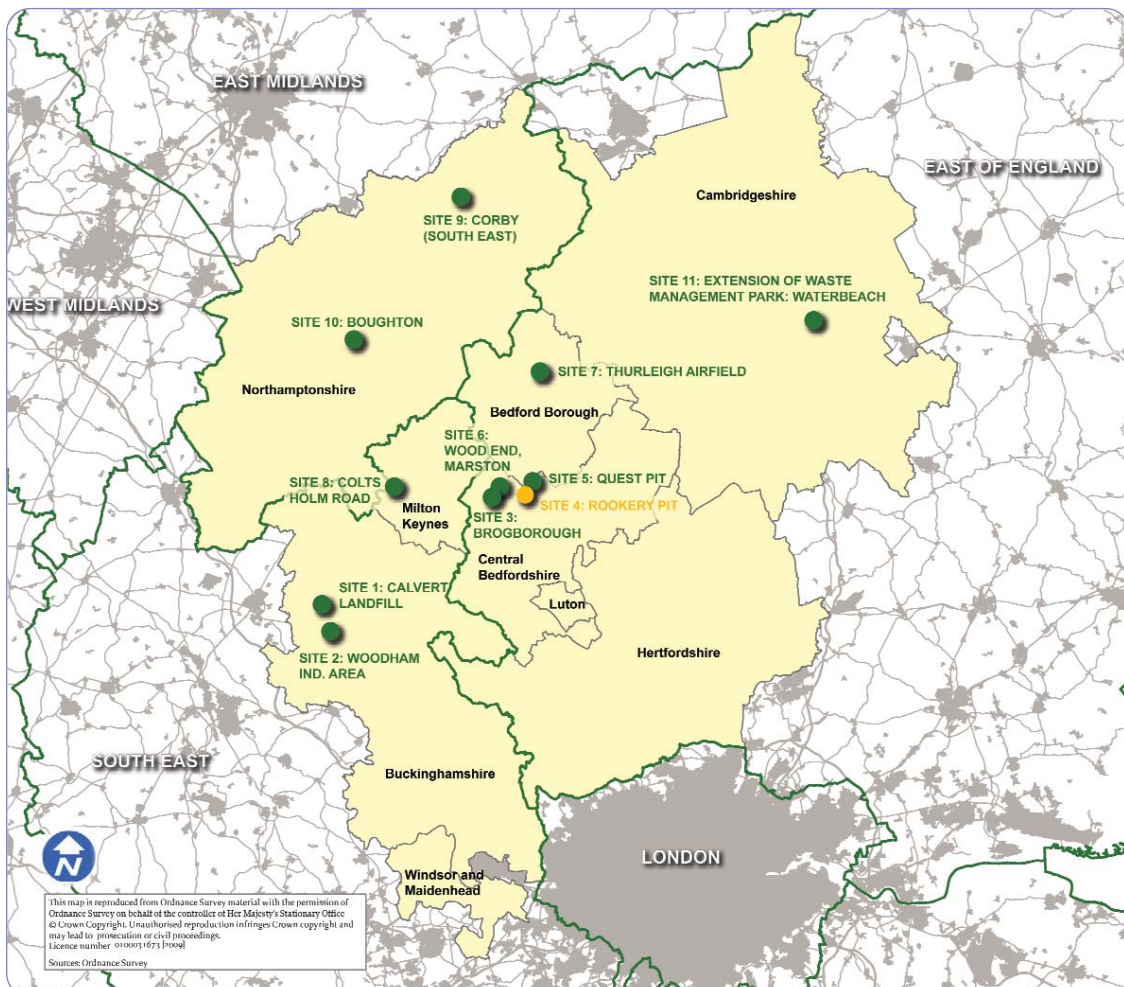 EAST MIDLANDS
EAST OF ENGLAND
Cambridgeshire
SITE 9: CORBY
(SOUTH EAST)
SITE 11: EXTENSION OF WASTE
MANAGEMENT PARK: WATERBEACH
WEST MIDLANDS
SITE 10: BOUGHTON
SITE 7: THURLEIGH AIRFIELD
Northamptonshire
Bedford Borough
SITE 6:
WOOD END,
MARSTON
SITE 8: COLTS
HOLM ROAD
SITE 5: QUEST PIT
SITE 4: ROOKERY PIT
Milton
Keynes
SITE 3:
BROGBOROUGH
Central
Bedfordshire
SITE 1: CALVERT
LANDFILL
Luton
SITE 2: WOODHAM
IND. AREA
Hertfordshire
SOUTH EAST
Buckinghamshire
LONDON
N
Windsor and
Maidenhead
This map is reproduced from Ordnance Survey material with the permission of
Ordnance Survey on behalf of the controller of Her Majesty's Stationary Office
© Crown Copyright. Unauthorised reproduction infringes Crown copyright and
may lead to prosecution or civil proceedings.
Licence number 0100031673 [2009]
Sources: Ordnance Survey